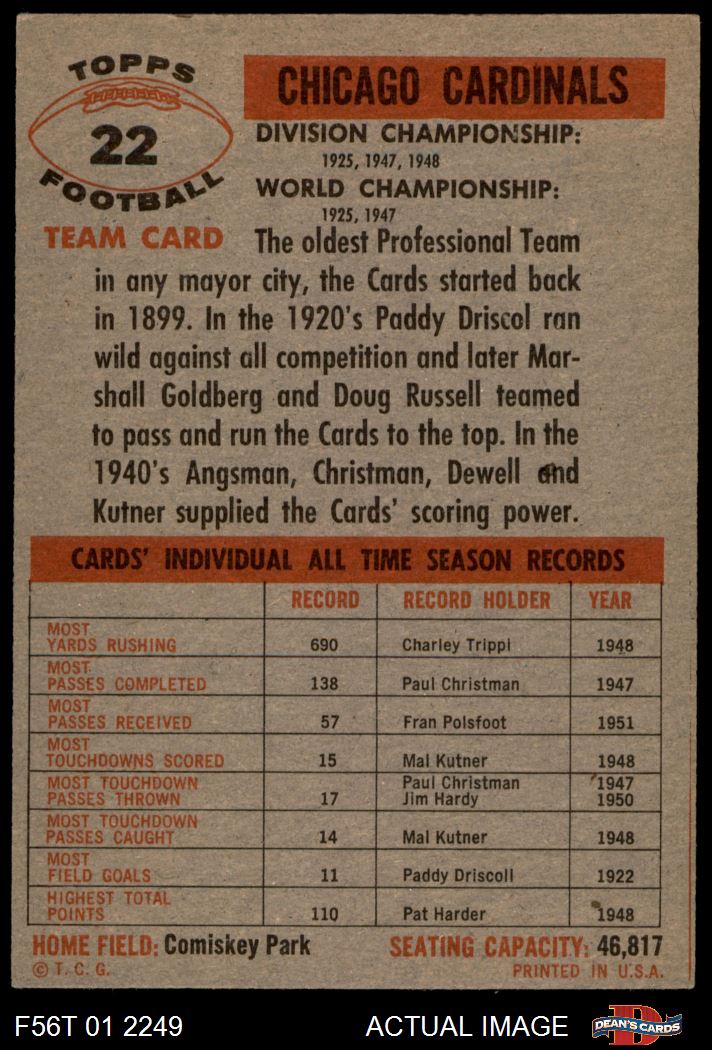 TOPPS
22
FOOTBALL
TEAM CARD
CHICAGO CARDINALS
DIVISION CHAMPIONSHIP:
1925, 1947, 1948
WORLD CHAMPIONSHIP:
1925, 1947
The oldest Professional Team
in any mayor city, the Cards started back
in 1899. In the 1920's Paddy Driscol ran
wild against all competition and later Mar-
shall Goldberg and Doug Russell teamed
to pass and run the Cards to the top. In the
1940's Angsman, Christman, Dewell and
Kutner supplied the Cards' scoring power.
CARDS' INDIVIDUAL ALL TIME SEASON RECORDS
RECORD RECORD HOLDER YEAR
MOST
YARDS RUSHING 690 Charley Trippi 1948
MOST
PASSES COMPLETED 138 Paul Christman 1947
MOST
PASSES RECEIVED 57 Fran Polsfoot 1951
MOST
TOUCHDOWNS SCORED 15 Mal Kutner 1948
MOST TOUCHDOWN Paul Christman 1947
PASSES THROWN 17 Jim Hardy 1950
MOST TOUCHDOWN
PASSES CAUGHT 14 Mal Kutner 1948
MOST
FIELD GOALS 11 Paddy Driscoll 1922
HIGHEST TOTAL
POINTS 110 Pat Harder 1948
HOME FIELD: Comiskey Park SEATING CAPACITY: 46,817
© T. C. G. PRINTED IN U.S.A.
F56T 01 2249 ACTUAL IMAGE D DEAN'S CARDS